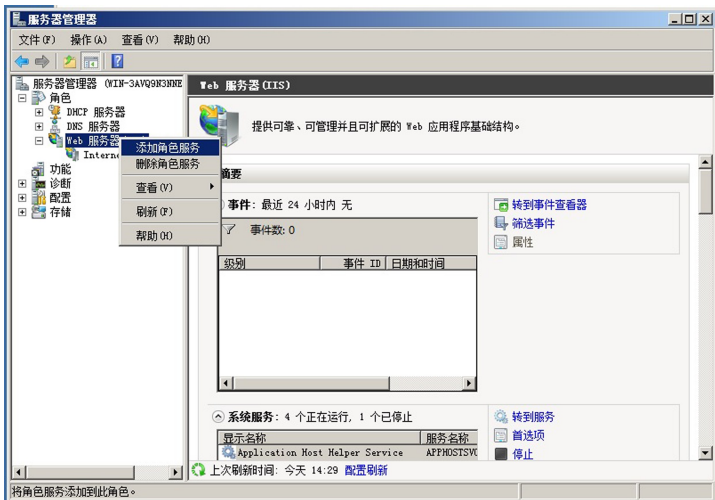 服务器管理器
文件(F) 操作(A) 查看(V) 帮助(H)
服务器管理器 (WIN-3AVQ9N3NNE
角色
DHCP 服务器
DNS 服务器
Web 服务器
Interne
功能
诊断
配置
存储
添加角色服务
删除角色服务
查看(V)
刷新(F)
帮助(H)
Web 服务器(IIS)
提供可靠、可管理并且可扩展的 Web 应用程序基础结构。
摘要
事件: 最近 24 小时内 无
事件数: 0
级别 事件 ID 日期和时间
转到事件查看器
筛选事件
属性
系统服务: 4 个正在运行, 1 个已停止
显示名称 服务名称
Application Host Helper Service APPHOSTSVC
转到服务
首选项
停止
上次刷新时间: 今天 14:29 配置刷新
将角色服务添加到此角色。